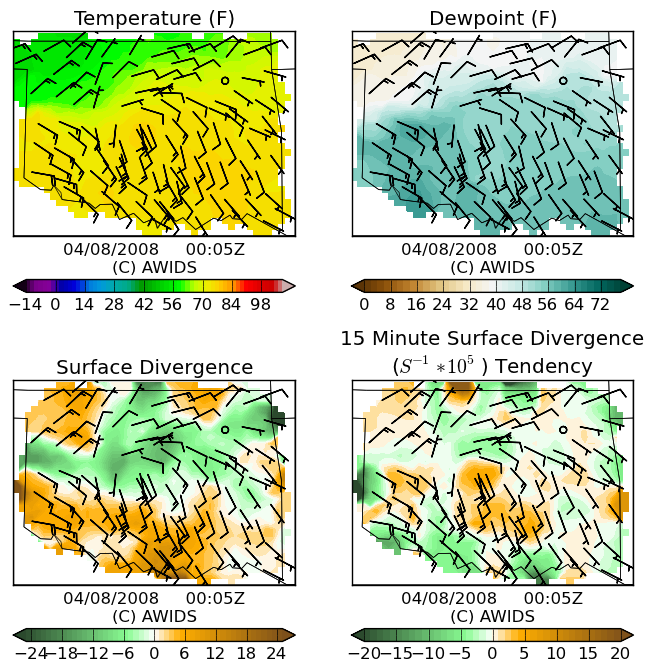 Temperature (F)
Dewpoint (F)
04/08/2008 00:05Z
(C) AWIDS
04/08/2008 00:05Z
(C) AWIDS
−14 0 14 28 42 56 70 84 98
0 8 16 24 32 40 48 56 64 72
Surface Divergence
15 Minute Surface Divergence
(S⁻¹ ∗10⁵ ) Tendency
04/08/2008 00:05Z
(C) AWIDS
04/08/2008 00:05Z
(C) AWIDS
−24 −18 −12 −6 0 6 12 18 24
−20 −15 −10 −5 0 5 10 15 20